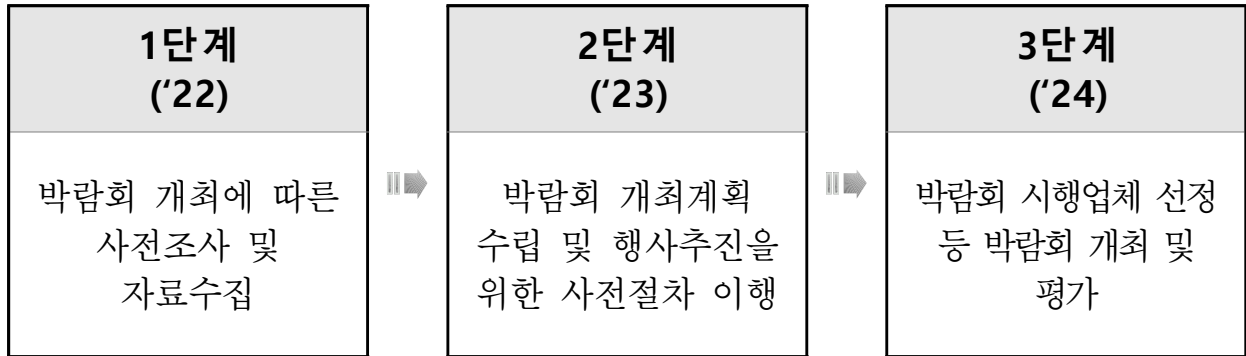 1단계
(‘22)
박람회 개최에 따른
사전조사 및
자료수집
2단계
(‘23)
박람회 개최계획
수립 및 행사추진을
위한 사전절차 이행
3단계
(‘24)
박람회 시행업체 선정
등 박람회 개최 및
평가